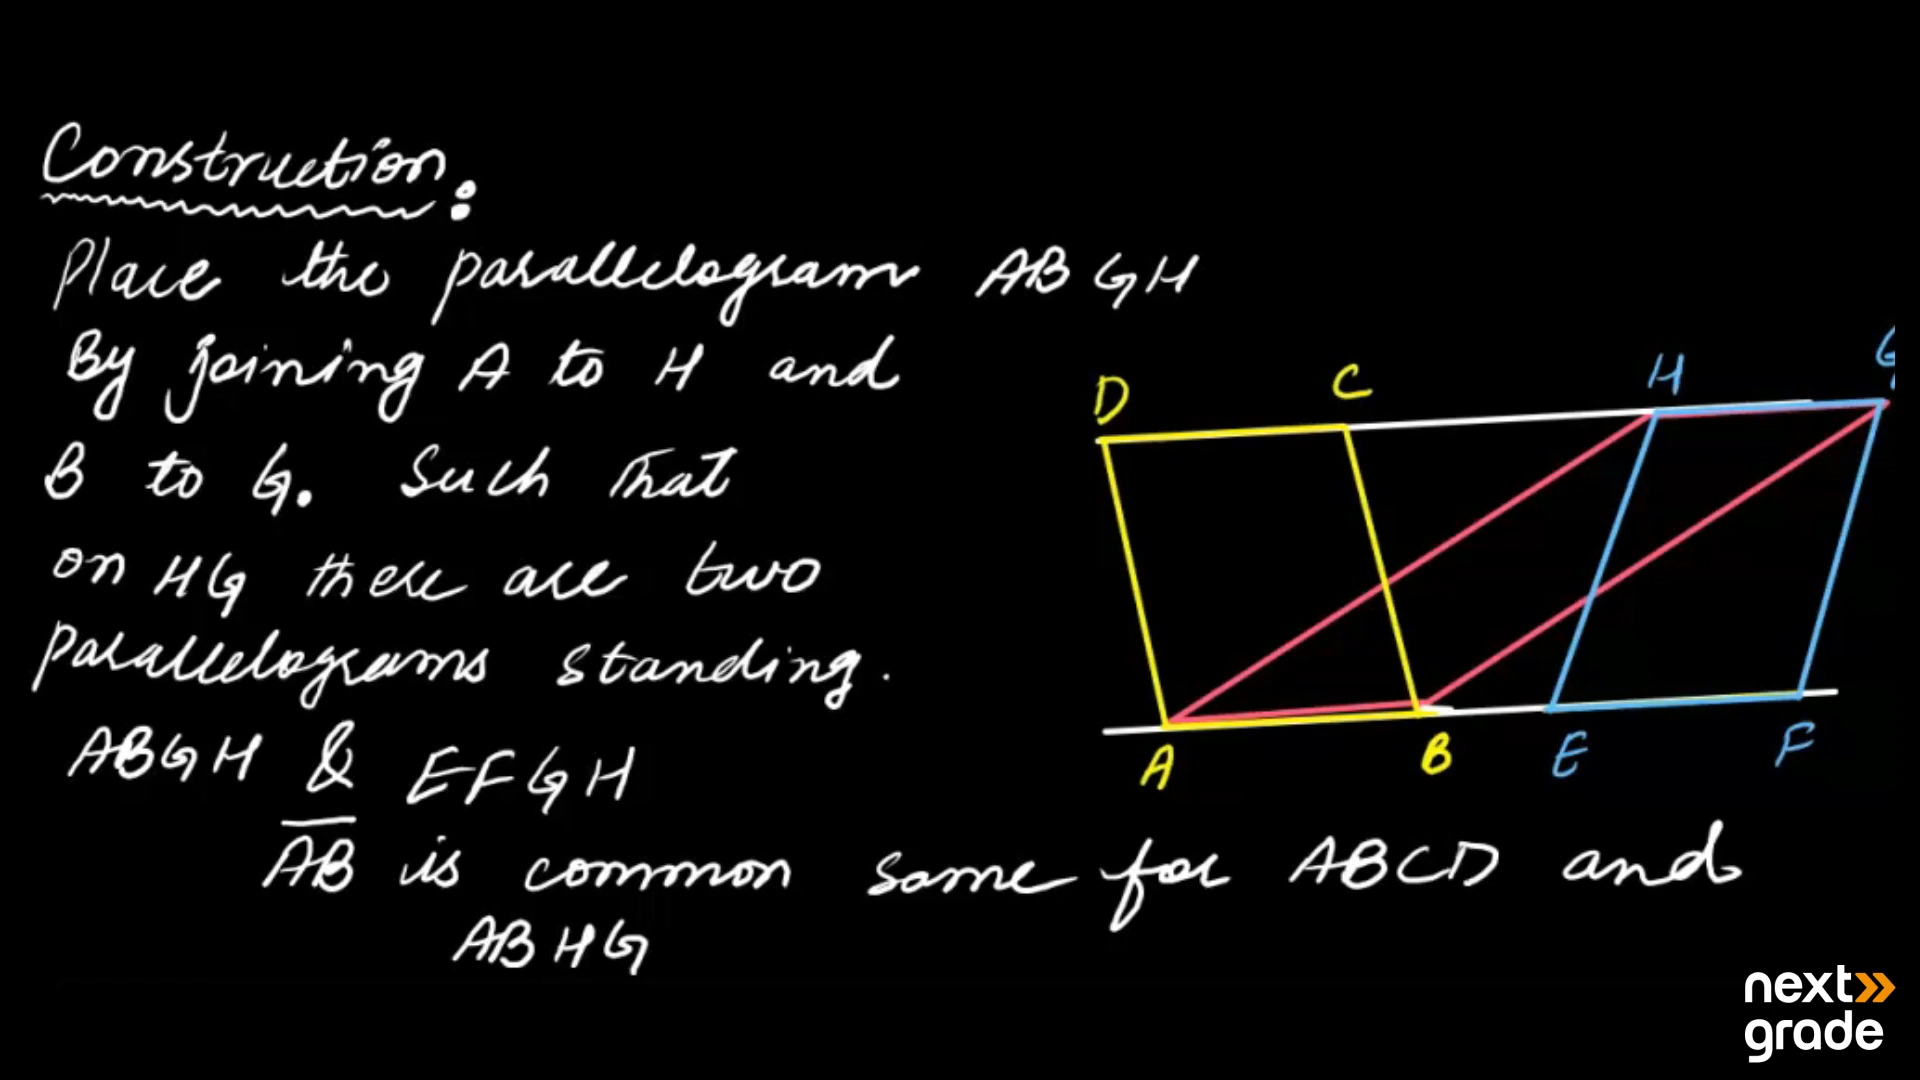 Construction:
Place the parallelogram ABGH
By joining A to H and
B to G. Such that
on HG there are two
parallelograms standing.
ABGH & EFGH
AB is common same for ABCD and
ABHG
D C H G
A B E F
next
grade